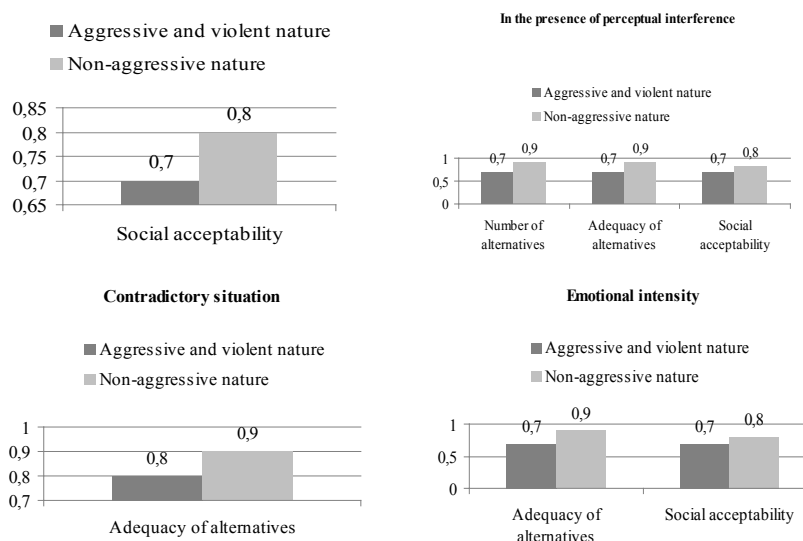 Aggressive and violent nature
Non-aggressive nature
0,85
0,8
0,75
0,7
0,65
0,7
0,8
Social acceptability
In the presence of perceptual interference
Aggressive and violent nature
Non-aggressive nature
1
0,5
0
0,7
0,9
0,7
0,9
0,7
0,8
Number of
alternatives
Adequacy of
alternatives
Social
acceptability
Contradictory situation
Aggressive and violent nature
Non-aggressive nature
1
0,9
0,8
0,7
0,8
0,9
Adequacy of alternatives
Emotional intensity
Aggressive and violent nature
Non-aggressive nature
1
0,5
0
0,7
0,9
0,7
0,8
Adequacy of
alternatives
Social acceptability